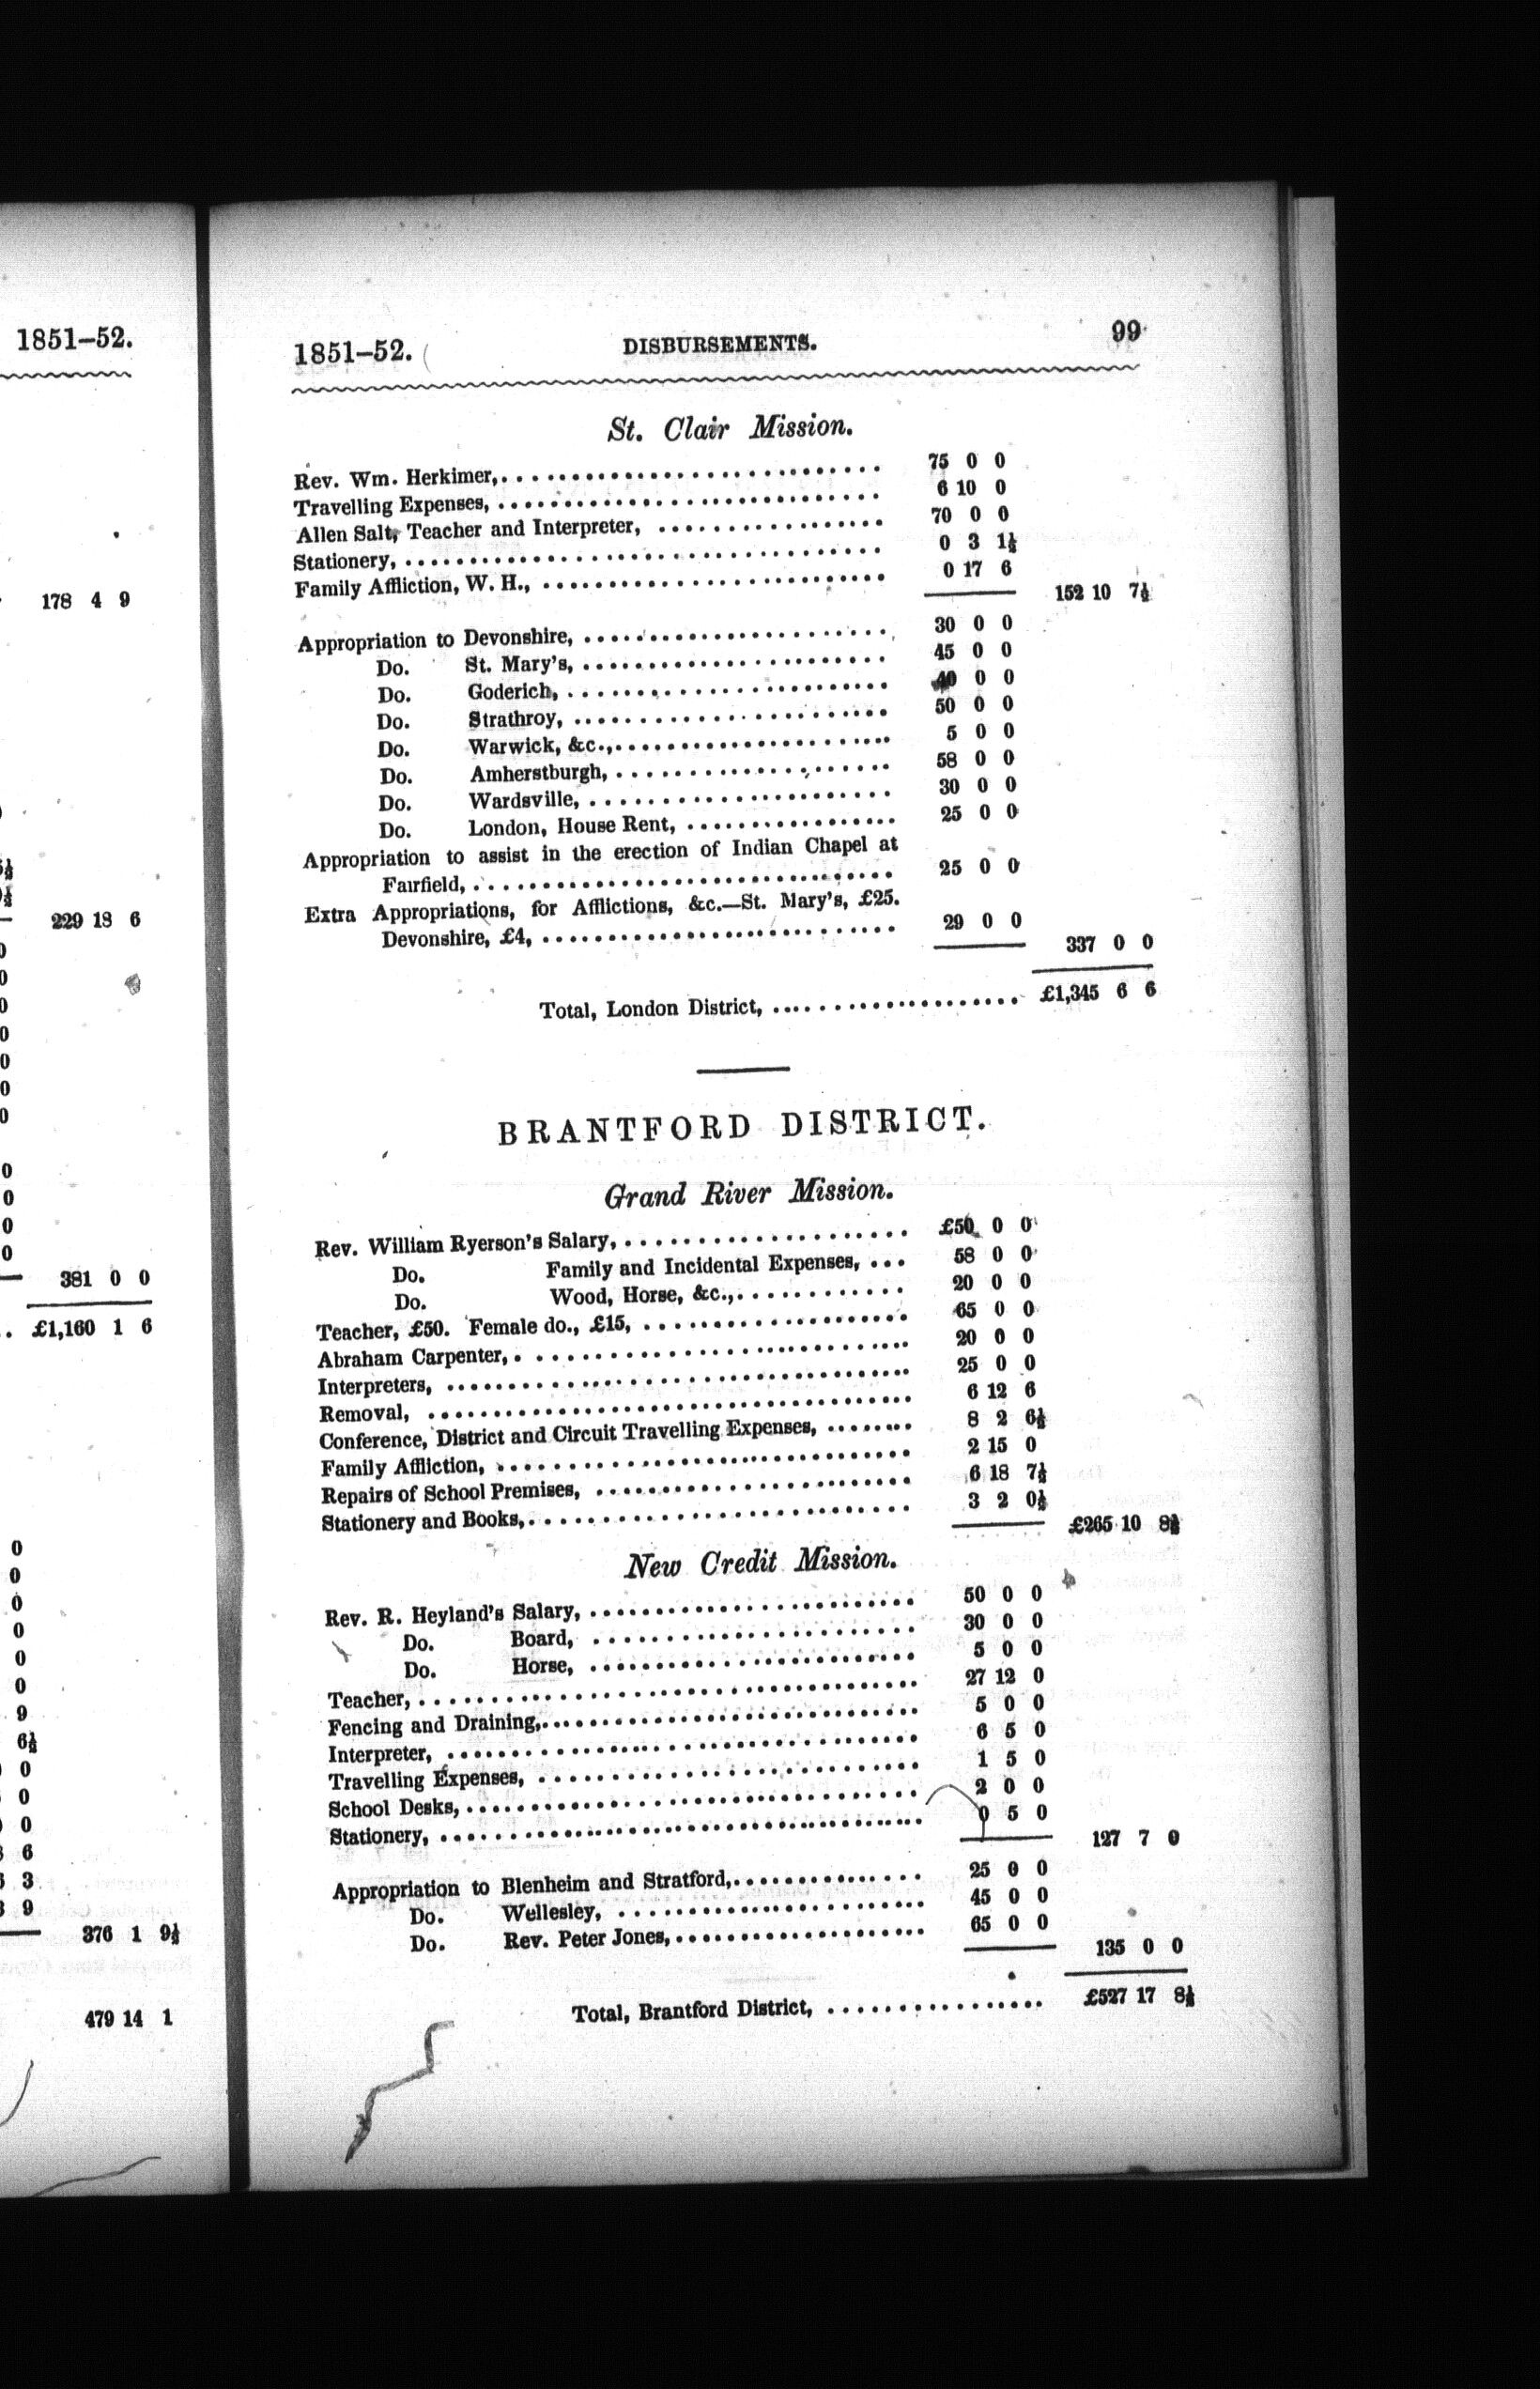 1851–52.
178 4 9
229 18 6
381 0 0
£1,160 1 6
376 1 9½
479 14 1
1851–52. DISBURSEMENTS. 99
St. Clair Mission.
Rev. Wm. Herkimer, 75 0 0
Travelling Expenses, 6 10 0
Allen Salt, Teacher and Interpreter, 70 0 0
Stationery, 0 3 1½
Family Affliction, W. H., 0 17 6
152 10 7½
Appropriation to Devonshire, 30 0 0
Do. St. Mary's, 45 0 0
Do. Goderich, 40 0 0
Do. Strathroy, 50 0 0
Do. Warwick, &c., 5 0 0
Do. Amherstburgh, 58 0 0
Do. Wardsville, 30 0 0
Do. London, House Rent, 25 0 0
Appropriation to assist in the erection of Indian Chapel at
Fairfield, 25 0 0
Extra Appropriations, for Afflictions, &c.—St. Mary's, £25.
Devonshire, £4, 29 0 0
337 0 0
Total, London District, £1,345 6 6
BRANTFORD DISTRICT.
Grand River Mission.
Rev. William Ryerson's Salary, £50 0 0
Do. Family and Incidental Expenses, 58 0 0
Do. Wood, Horse, &c., 20 0 0
Teacher, £50. Female do., £15, 65 0 0
Abraham Carpenter, 20 0 0
Interpreters, 25 0 0
Removal, 6 12 6
Conference, District and Circuit Travelling Expenses, 8 2 6½
Family Affliction, 2 15 0
Repairs of School Premises, 6 18 7½
Stationery and Books, 3 2 0½
£265 10 8½
New Credit Mission.
Rev. R. Heyland's Salary, 50 0 0
Do. Board, 30 0 0
Do. Horse, 5 0 0
Teacher, 27 12 0
Fencing and Draining, 5 0 0
Interpreter, 6 5 0
Travelling Expenses, 1 5 0
School Desks, 2 0 0
Stationery, 0 5 0
127 7 0
Appropriation to Blenheim and Stratford, 25 0 0
Do. Wellesley, 45 0 0
Do. Rev. Peter Jones, 65 0 0
135 0 0
Total, Brantford District, £527 17 8½